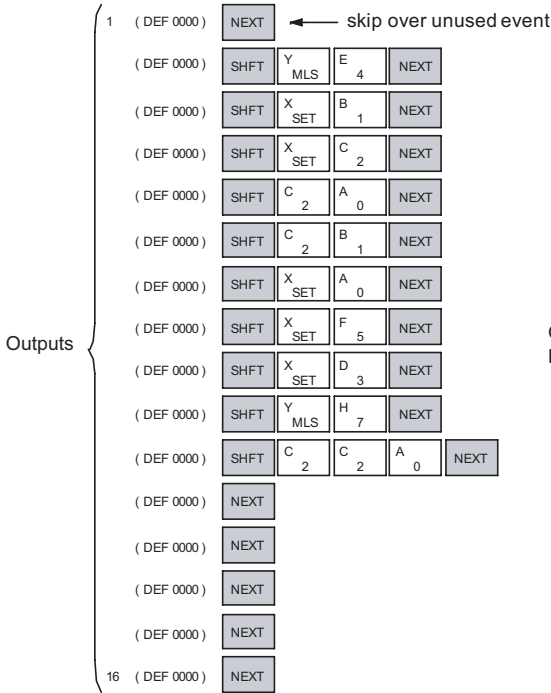 1 ( DEF 0000 ) NEXT skip over unused event
( DEF 0000 ) SHFT Y MLS E 4 NEXT
( DEF 0000 ) SHFT X SET B 1 NEXT
( DEF 0000 ) SHFT X SET C 2 NEXT
( DEF 0000 ) SHFT C 2 A 0 NEXT
( DEF 0000 ) SHFT C 2 B 1 NEXT
( DEF 0000 ) SHFT X SET A 0 NEXT
( DEF 0000 ) SHFT X SET F 5 NEXT
Outputs
( DEF 0000 ) SHFT X SET D 3 NEXT
( DEF 0000 ) SHFT Y MLS H 7 NEXT
( DEF 0000 ) SHFT C 2 C 2 A 0 NEXT
( DEF 0000 ) NEXT
( DEF 0000 ) NEXT
( DEF 0000 ) NEXT
( DEF 0000 ) NEXT
16 ( DEF 0000 ) NEXT